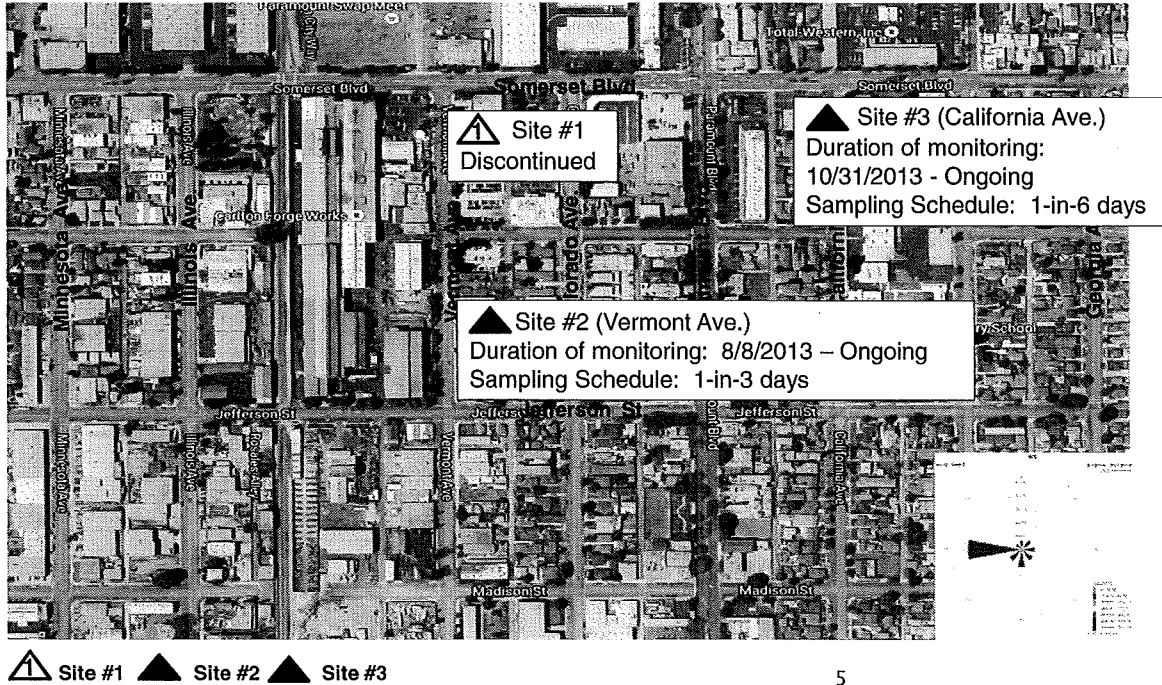 Paramount Swap Meet
Total Western, Inc
Somerset Blvd
Somerset Blvd
Somerset Blvd
1 Site #1
Discontinued
Site #3 (California Ave.)
Duration of monitoring:
10/31/2013 - Ongoing
Sampling Schedule: 1-in-6 days
Minnesota Ave
Illinois Ave
Carlton Forge Works
Vermont Ave
Paramount Blvd
Site #2 (Vermont Ave.)
Duration of monitoring: 8/8/2013 – Ongoing
Sampling Schedule: 1-in-3 days
Jefferson St
Jefferson St
Jefferson St
Minnesota Ave
Illinois Ave
Vermont Ave
California Ave
Madison St
Madison St
1 Site #1 Site #2 Site #3
5